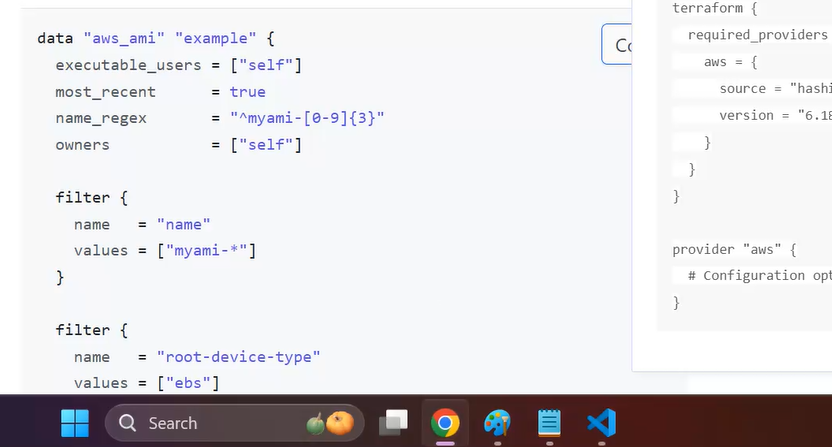 data "aws_ami" "example" {
executable_users = ["self"]
most_recent = true
name_regex = "^myami-[0-9]{3}"
owners = ["self"]
filter {
name = "name"
values = ["myami-*"]
}
filter {
name = "root-device-type"
values = ["ebs"]
terraform {
required_providers
aws = {
source = "hashi
version = "6.18
}
}
}
provider "aws" {
# Configuration opt
}
Search